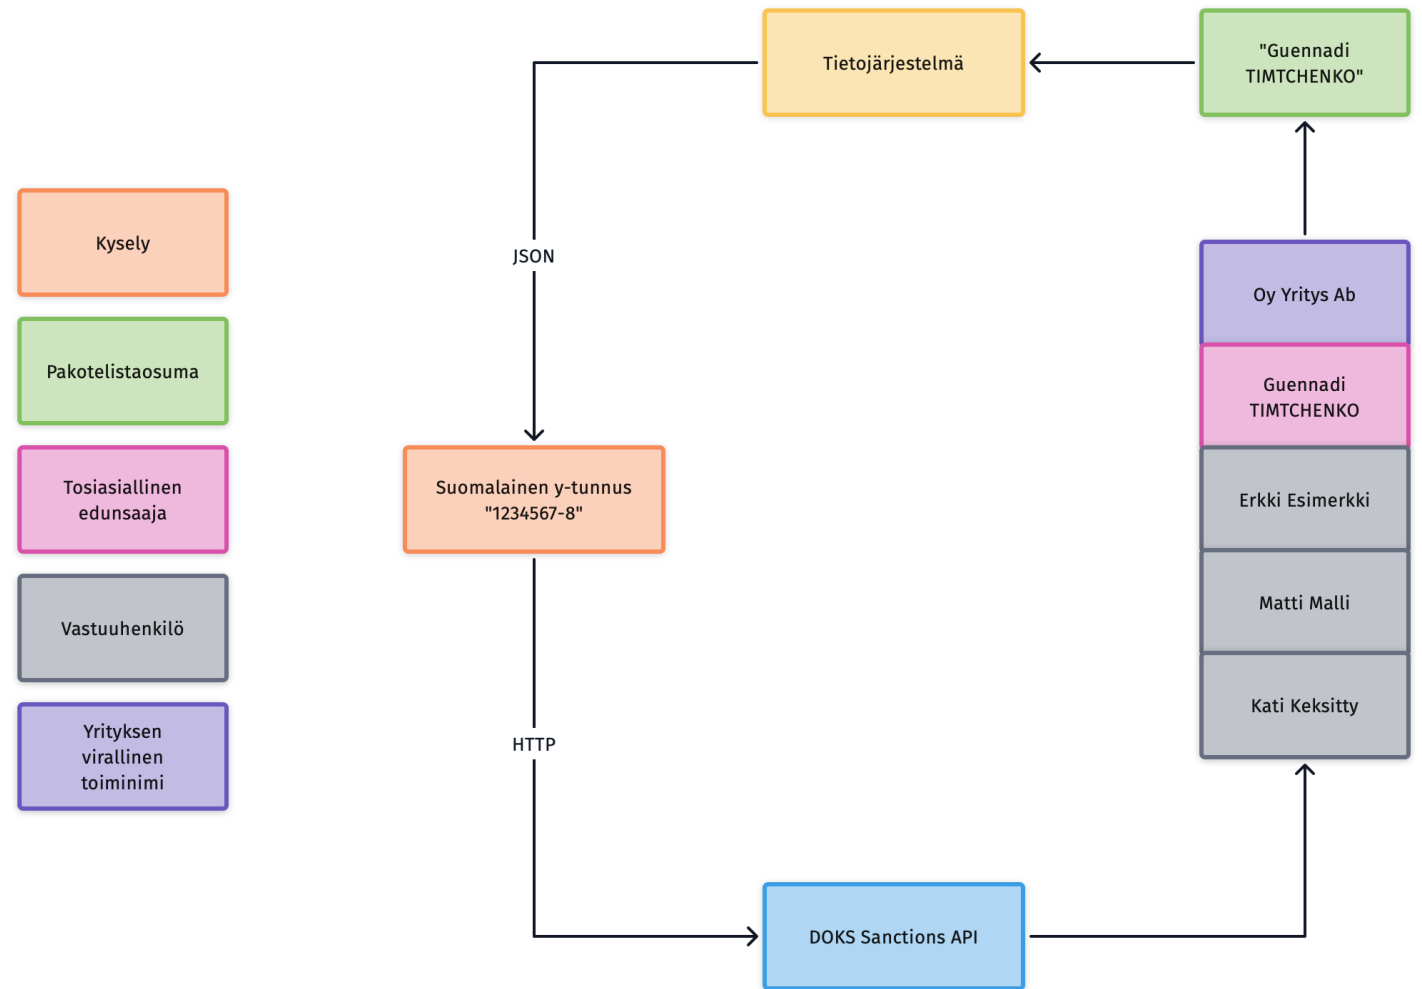 Tietojärjestelmä
"Guennadi
TIMTCHENKO"
Kysely
JSON
Oy Yritys Ab
Pakotelistaosuma
Guennadi
TIMTCHENKO
Tosiasiallinen
edunsaaja
Suomalainen y-tunnus
"1234567-8"
Erkki Esimerkki
Vastuuhenkilö
Matti Malli
Yrityksen
virallinen
toiminimi
HTTP
Kati Keksitty
DOKS Sanctions API